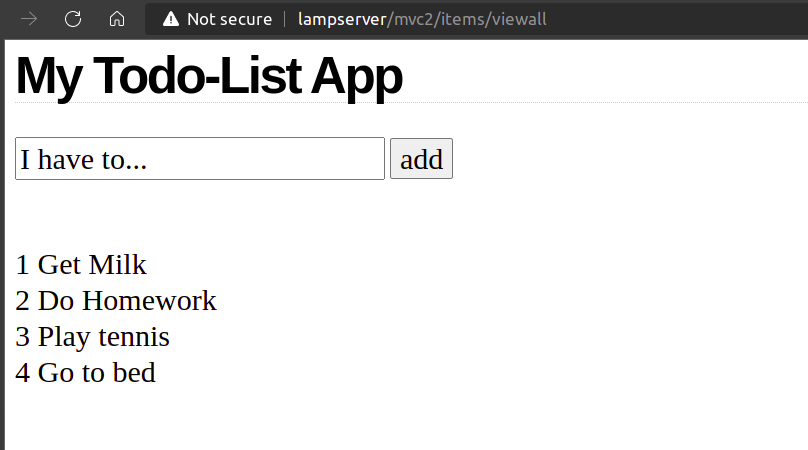 Not secure lampserver/mvc2/items/viewall
My Todo-List App
I have to... add
1 Get Milk
2 Do Homework
3 Play tennis
4 Go to bed